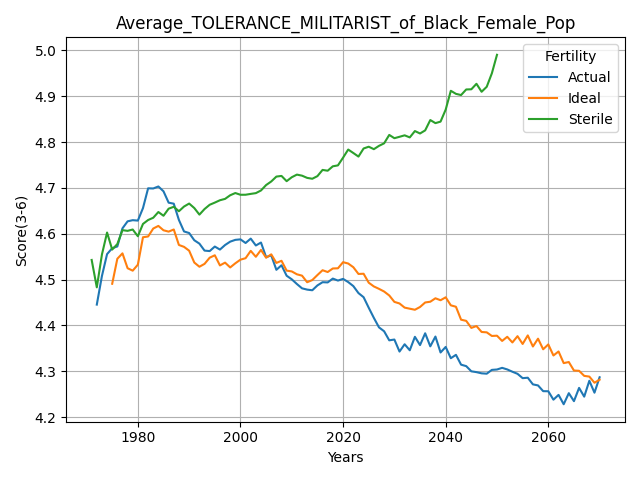 Average_TOLERANCE_MILITARIST_of_Black_Female_Pop
Fertility
Actual
Ideal
Sterile
Score(3-6)
5.0
4.9
4.8
4.7
4.6
4.5
4.4
4.3
4.2
1980 2000 2020 2040 2060
Years